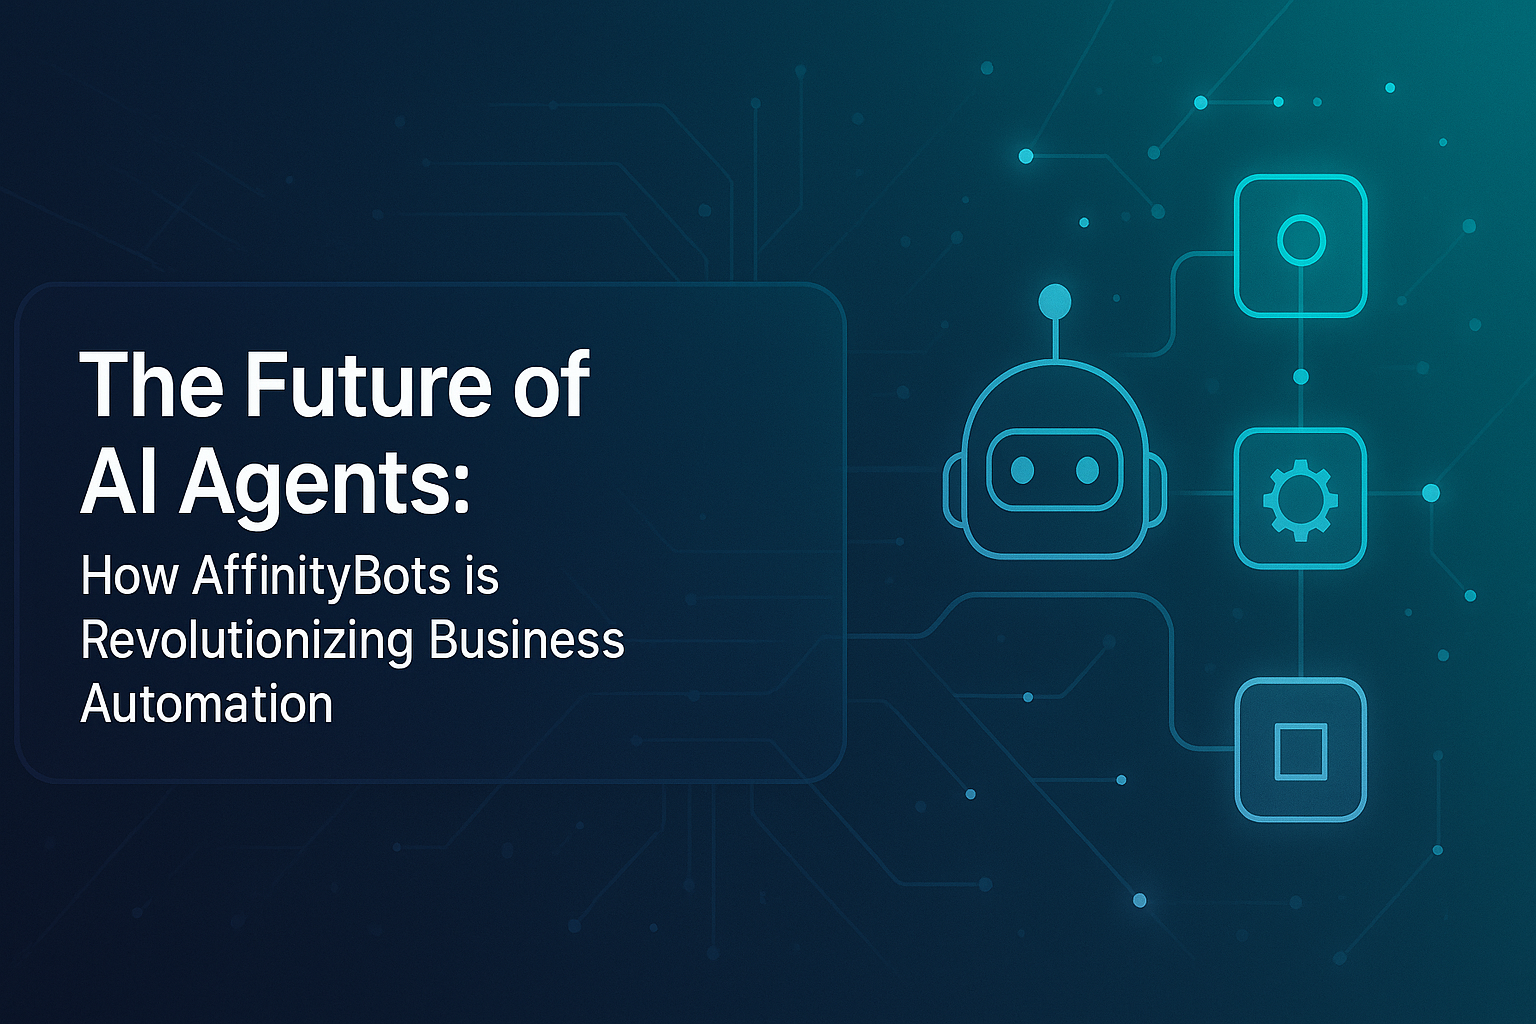 The Future of
AI Agents:
How AffinityBots is
Revolutionizing Business
Automation